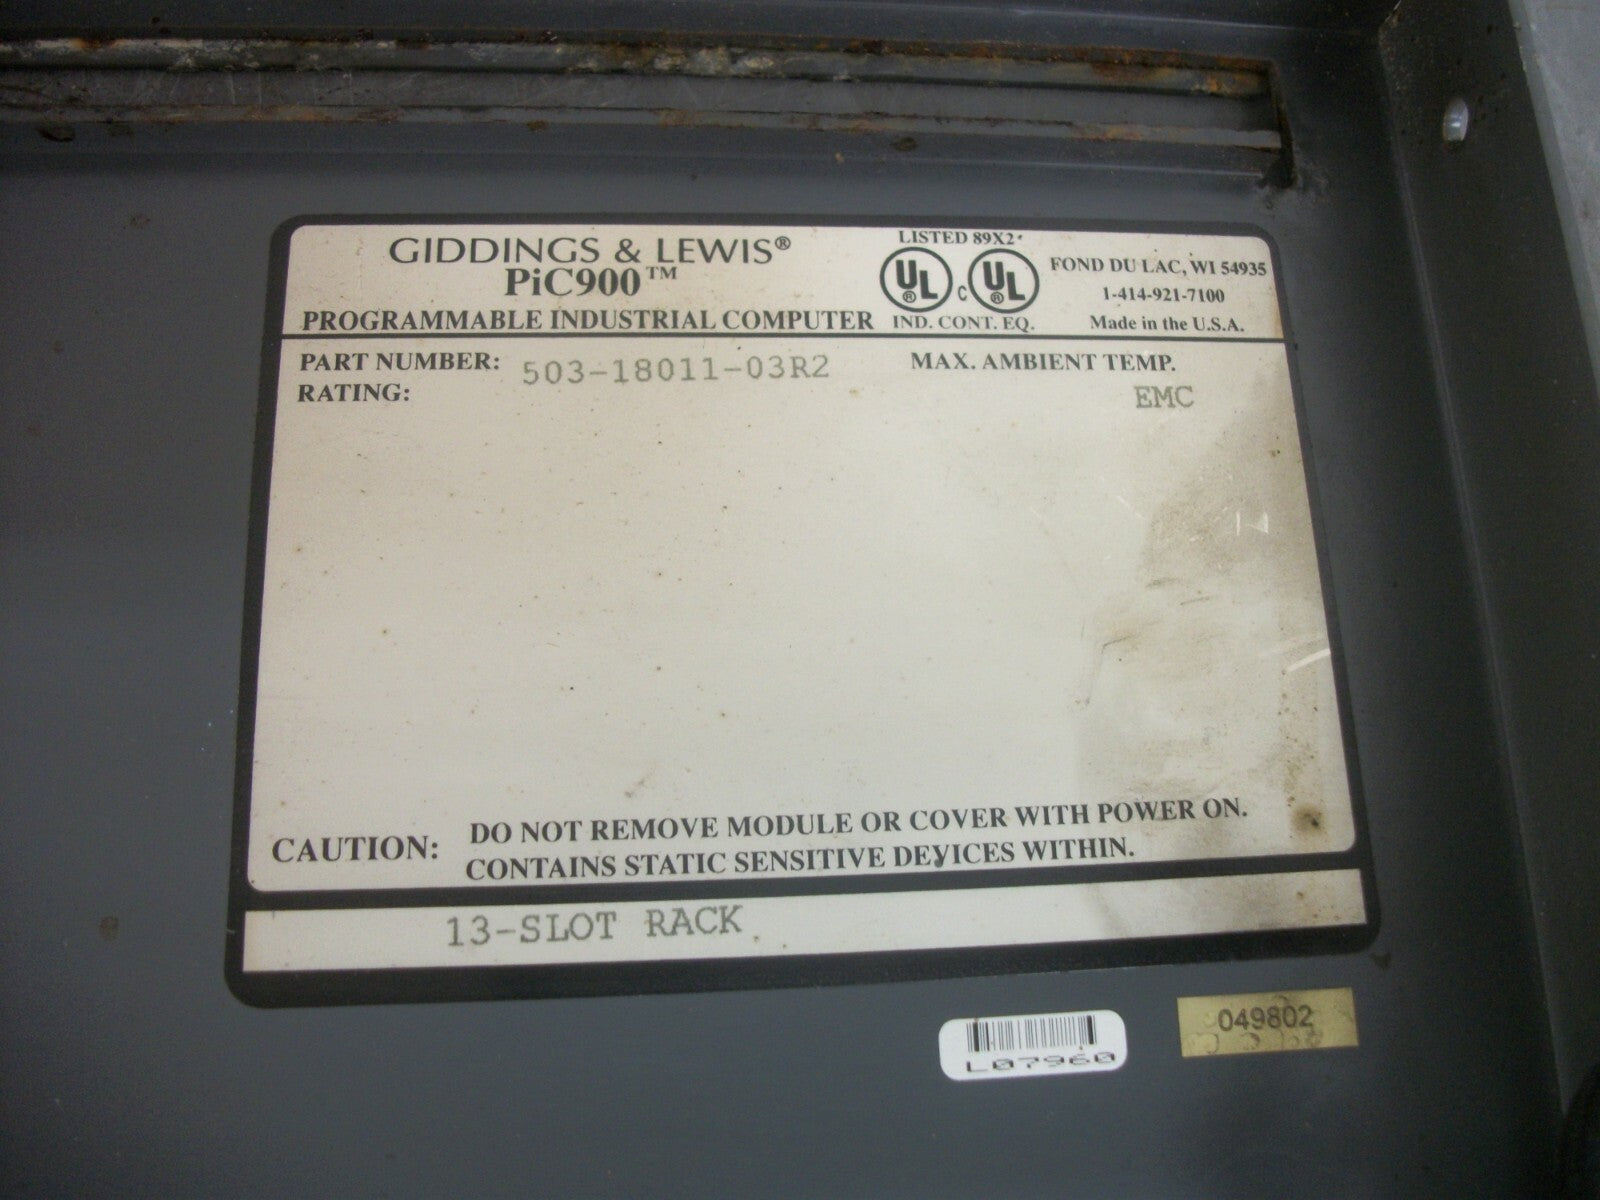 GIDDINGS & LEWIS®
PiC900™
PROGRAMMABLE INDUSTRIAL COMPUTER
LISTED 89X2
UL ® c UL ®
IND. CONT. EQ.
FOND DU LAC, WI 54935
1-414-921-7100
Made in the U.S.A.
PART NUMBER: 503-18011-03R2
MAX. AMBIENT TEMP.
RATING:
EMC
CAUTION: DO NOT REMOVE MODULE OR COVER WITH POWER ON.
CONTAINS STATIC SENSITIVE DEVICES WITHIN.
13-SLOT RACK
L07960
049802